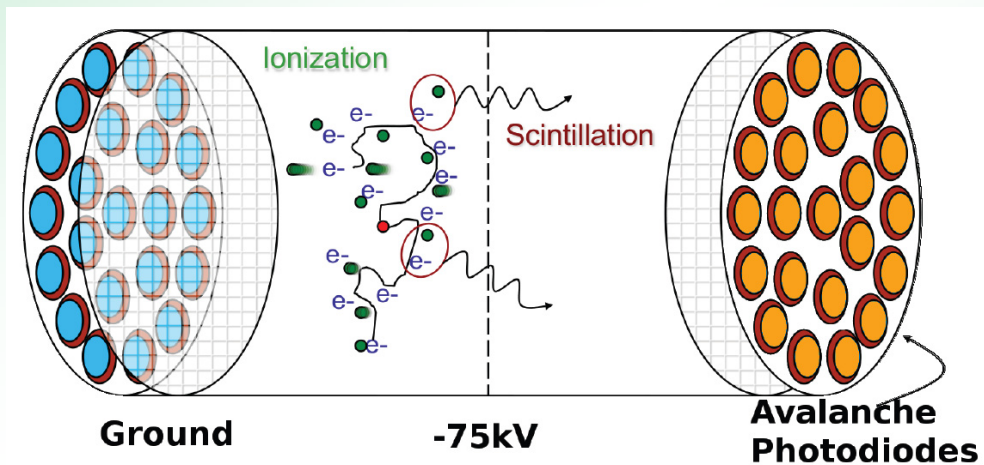 Ionization
e-
e-
e-
Scintillation
e-
e-
e-
e-
e-
e-
e-
e-
e-
Ground
-75kV
Avalanche
Photodiodes